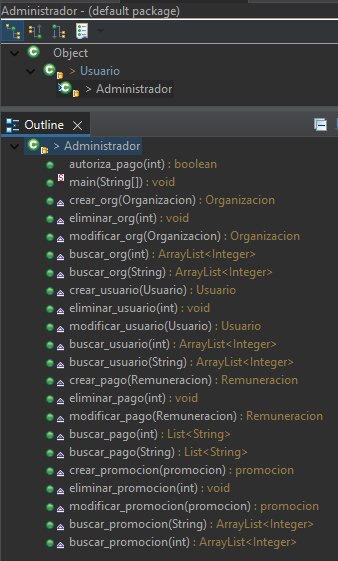 Administrador - (default package)
Object
> Usuario
> Administrador
Outline
> Administrador
autoriza_pago(int) : boolean
main(String[]) : void
crear_org(Organizacion) : Organizacion
eliminar_org(int) : void
modificar_org(Organizacion) : Organizacion
buscar_org(int) : ArrayList<Integer>
buscar_org(String) : ArrayList<Integer>
crear_usuario(Usuario) : Usuario
eliminar_usuario(int) : void
modificar_usuario(Usuario) : Usuario
buscar_usuario(int) : ArrayList<Integer>
buscar_usuario(String) : ArrayList<Integer>
crear_pago(Remuneracion) : Remuneracion
eliminar_pago(int) : void
modificar_pago(Remuneracion) : Remuneracion
buscar_pago(int) : List<String>
buscar_pago(String) : List<String>
crear_promocion(promocion) : promocion
eliminar_promocion(int) : void
modificar_promocion(promocion) : promocion
buscar_promocion(String) : ArrayList<Integer>
buscar_promocion(int) : ArrayList<Integer>